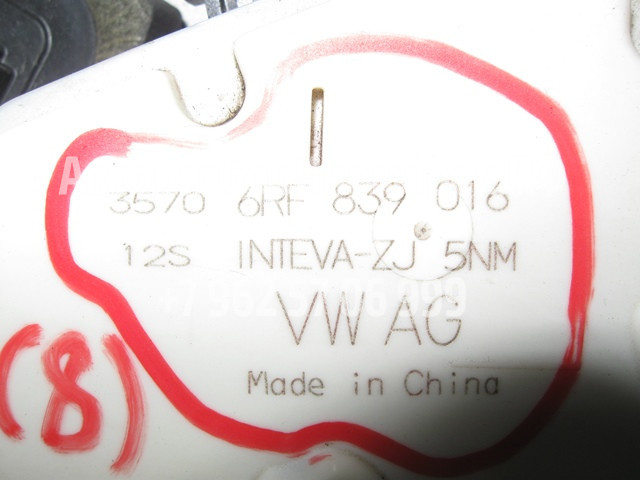 3570 6RF 839 016
12S INTEVA-ZJ 5NM
VW AG
Made in China
(8)